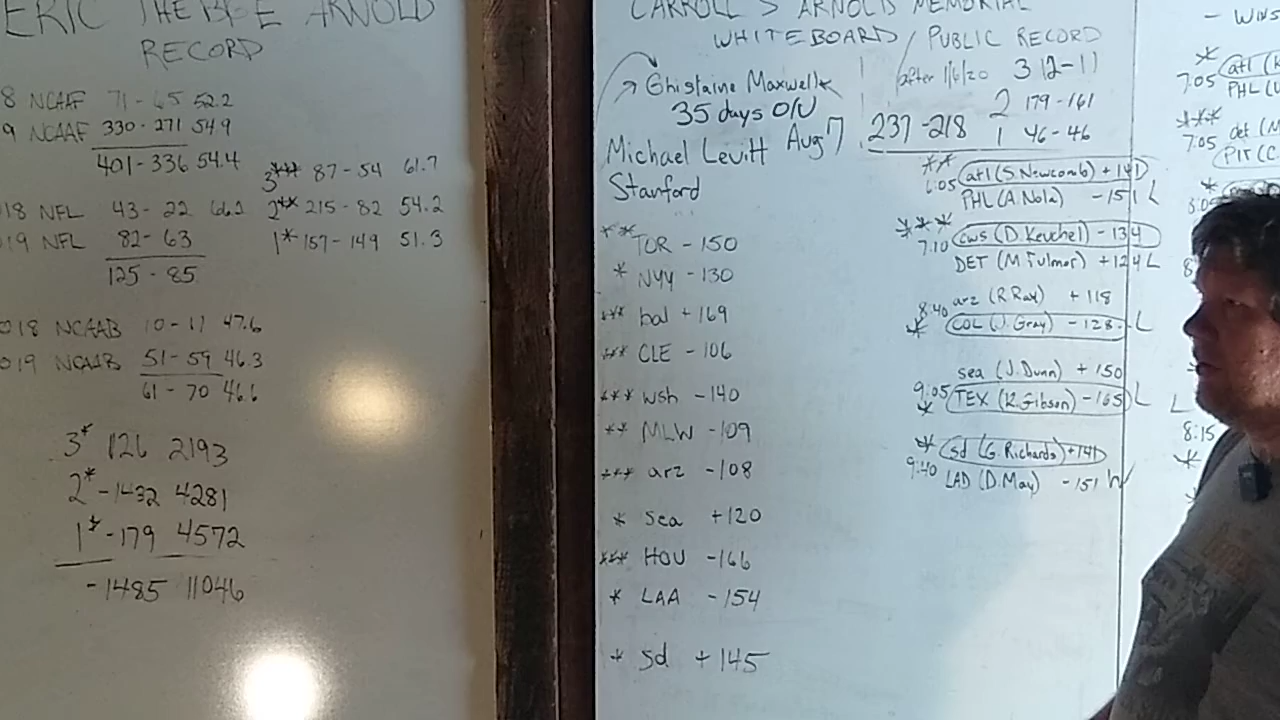 ERIC THE BPE ARNOLD
RECORD
8 NCAAF 71-65 52.2
9 NCAAF 330-271 54.9
401-336 54.4
3*** 87-54 61.7
018 NFL 43-22 66.2 2** 215-82 54.2
019 NFL 82-63 1* 157-149 51.3
125-85
018 NCAAB 10-11 47.6
2019 NCAAB 51-59 46.3
61-70 46.6
3* 126 2193
2* -1432 4281
1* -179 4572
-1485 11046
CARROLL > ARNOLDS MEMORIAL
WHITEBOARD / PUBLIC RECORD
Ghislaine Maxwell
35 days O/U
Michael Levitt Aug 7
Stanford
after 1/6/20 3 12-11
2 179-161
237-218 1 46-46
** TOR -150
* NYY -130
*** bal +169
*** CLE -106
*** wsh -140
** MLW -109
*** arz -108
* sea +120
*** HOU -166
* LAA -154
* sd +145
** atl (S. Newcomb) +141
6:05 PHL (A. Nola) -151 L
*** cws (D. Keuchel) -134
7:10 DET (M. Fulmer) +124 L
8:40 arz (R. Ray) +118
* COL (J. Gray) -128 L
sea (J. Dunn) +150
9:05 * TEX (K. Gibson) -165 L
* sd (G. Richards) +141
9:40 LAD (D. May) -151 W
- WINS
* atl (K
7:05 PHL (
*** det (M
7:05 PIT (C
*
L
8:15
*